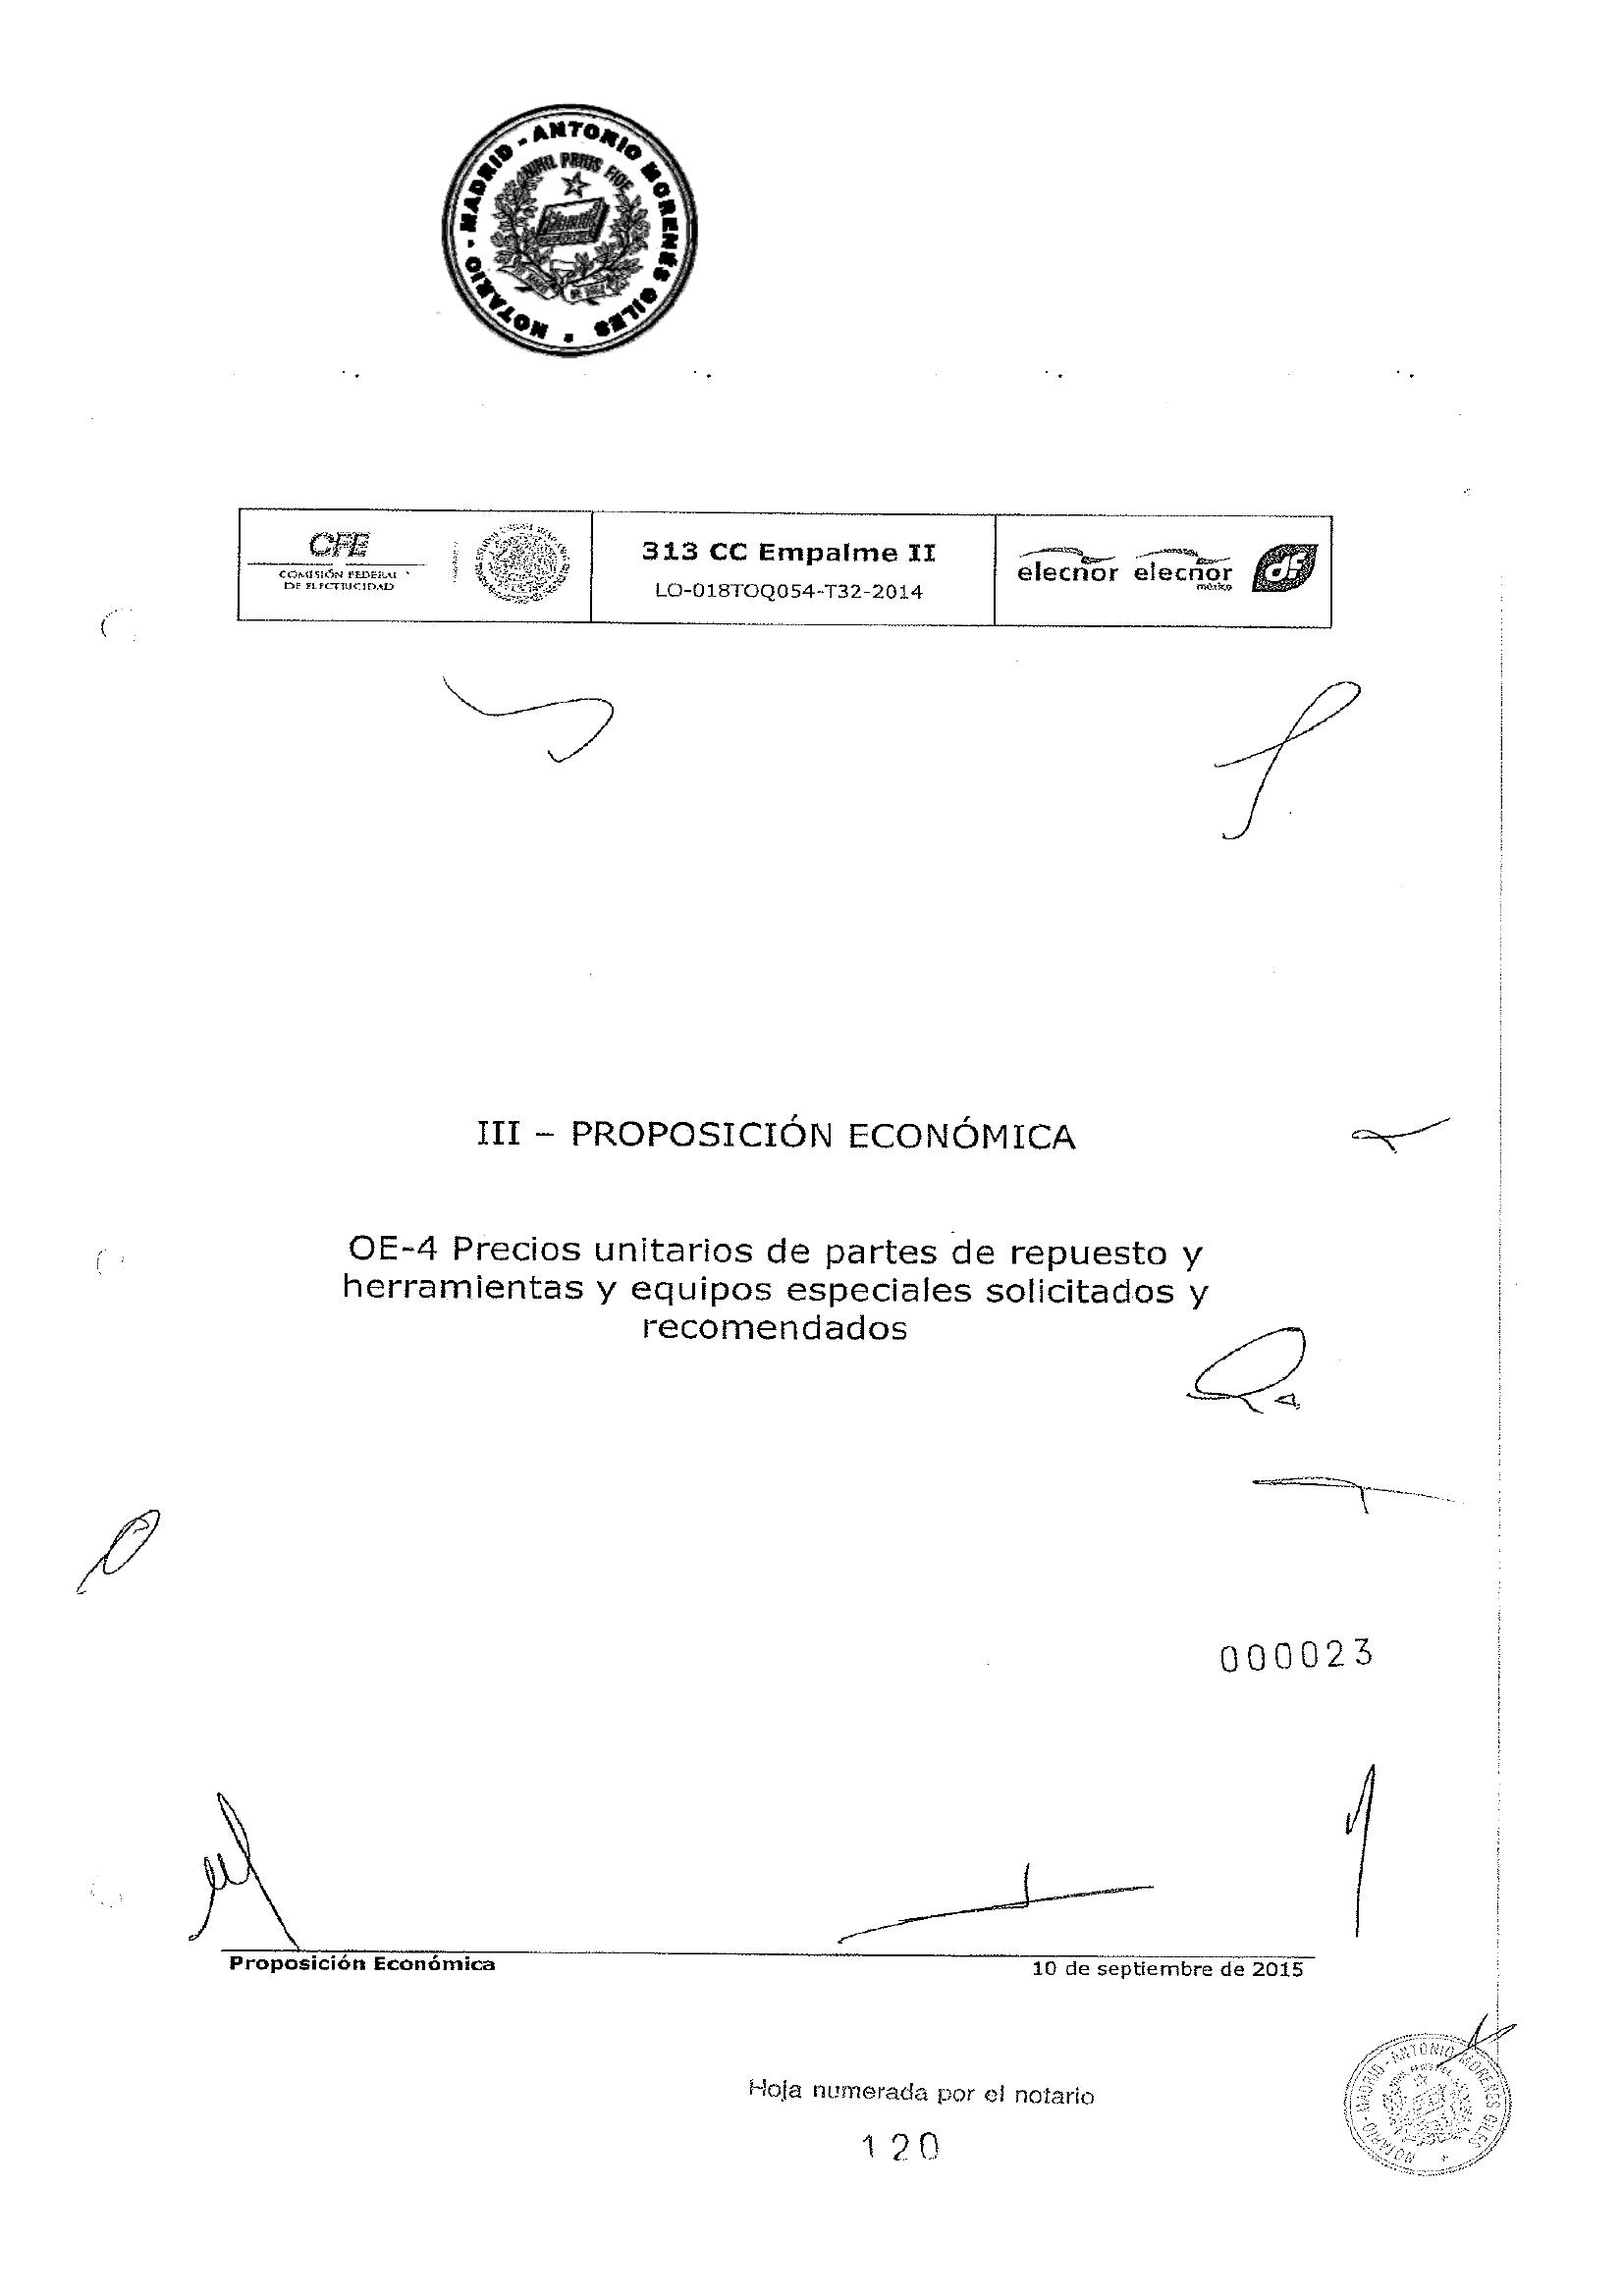 NOTARIO - MADRID - ANTONIO MORENÉS GILES
NIHIL PRIUS FIDE
CFE
COMISIÓN FEDERAL
DE ELECTRICIDAD
313 CC Empalme II
LO-018TOQ054-T32-2014
elecnor elecnor
méxico
df
III – PROPOSICIÓN ECONÓMICA
OE-4 Precios unitarios de partes de repuesto y
herramientas y equipos especiales solicitados y
recomendados
000023
Proposición Económica
10 de septiembre de 2015
Hoja numerada por el notario
120
NOTARIO - MADRID - ANTONIO MORENÉS GILES